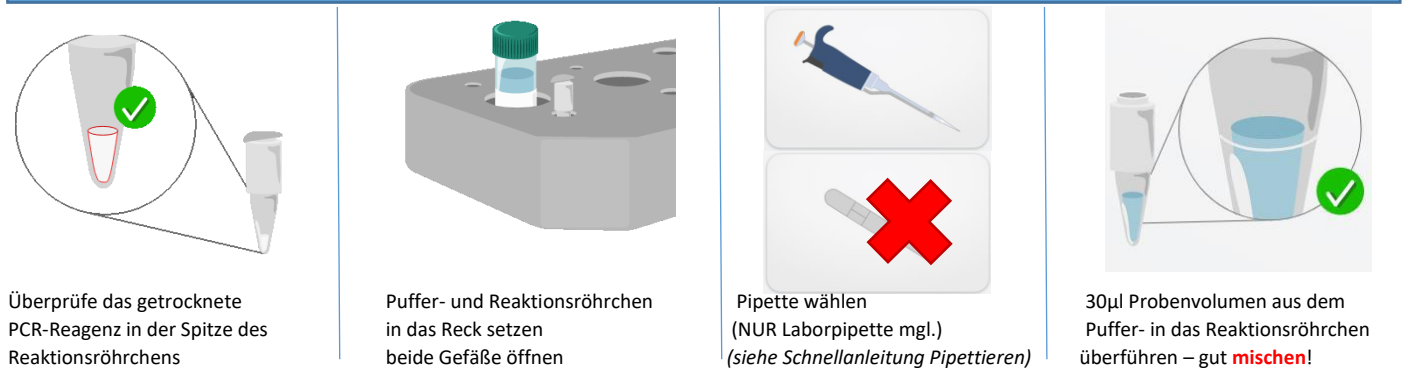 Überprüfe das getrocknete
PCR-Reagenz in der Spitze des
Reaktionsröhrchens
Puffer- und Reaktionsröhrchen
in das Reck setzen
beide Gefäße öffnen
Pipette wählen
(NUR Laborpipette mgl.)
(siehe Schnellanleitung Pipettieren)
30µl Probenvolumen aus dem
Puffer- in das Reaktionsröhrchen
überführen – gut mischen!